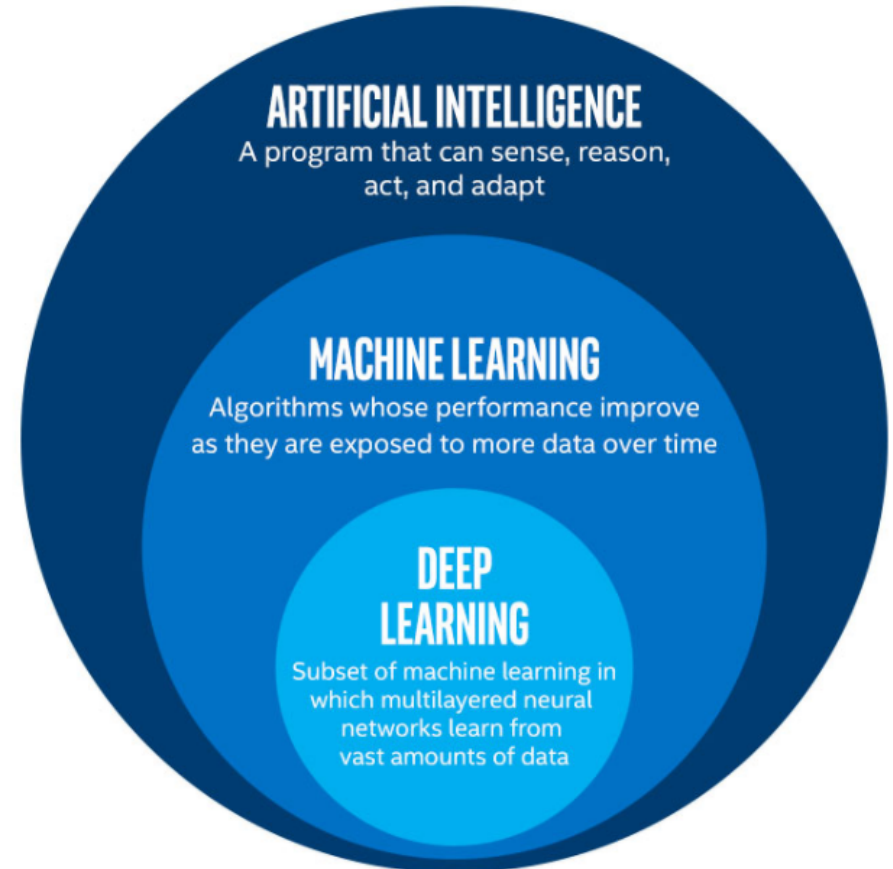 ARTIFICIAL INTELLIGENCE
A program that can sense, reason,
act, and adapt
MACHINE LEARNING
Algorithms whose performance improve
as they are exposed to more data over time
DEEP
LEARNING
Subset of machine learning in
which multilayered neural
networks learn from
vast amounts of data